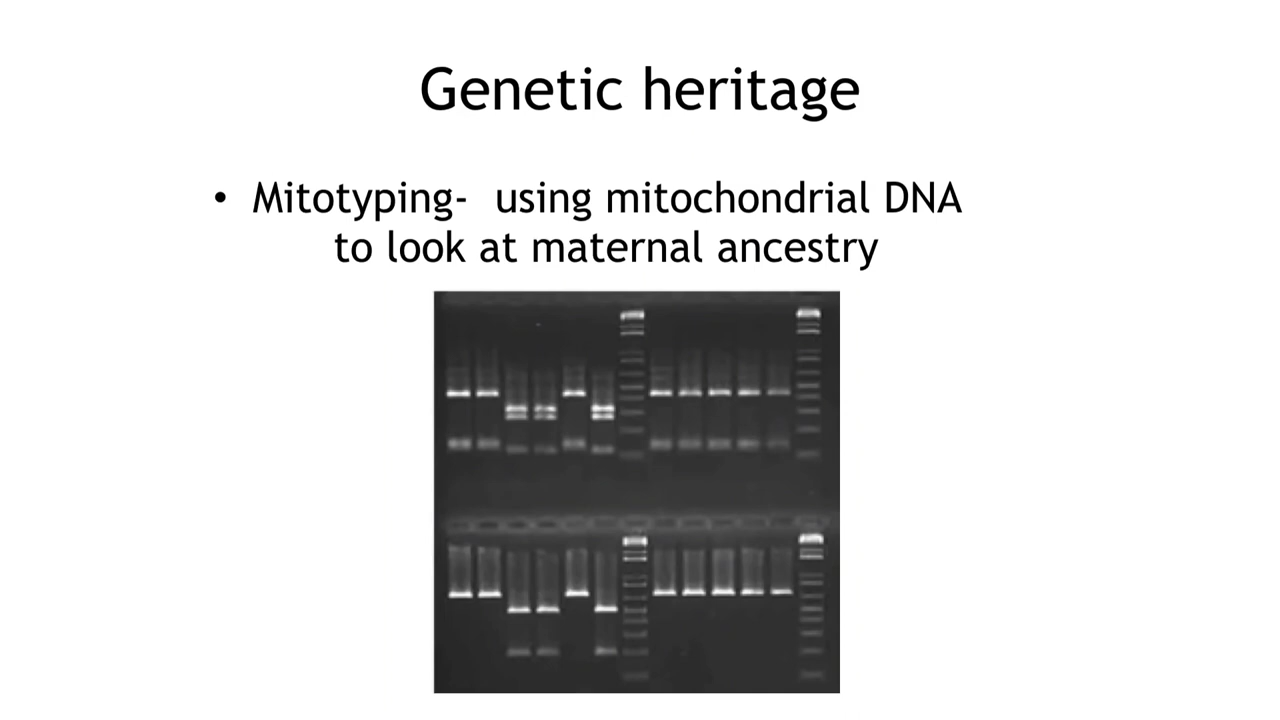 Genetic heritage
• Mitotyping-  using mitochondrial DNA
to look at maternal ancestry